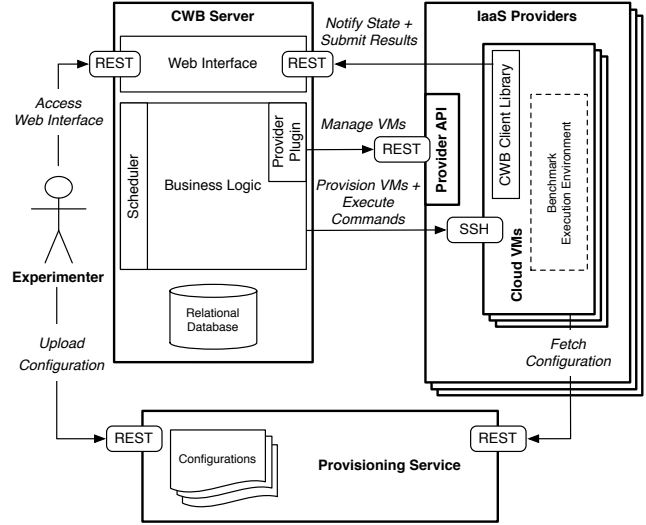 CWB Server
REST
Web Interface
REST
Notify State +
Submit Results
IaaS Providers
Access
Web Interface
Scheduler
Business Logic
Provider
Plugin
Manage VMs
REST
Provider API
CWB Client Library
Benchmark
Execution Environment
Provision VMs +
Execute
Commands
SSH
Cloud VMs
Experimenter
Relational
Database
Upload
Configuration
Fetch
Configuration
REST
Configurations
Provisioning Service
REST